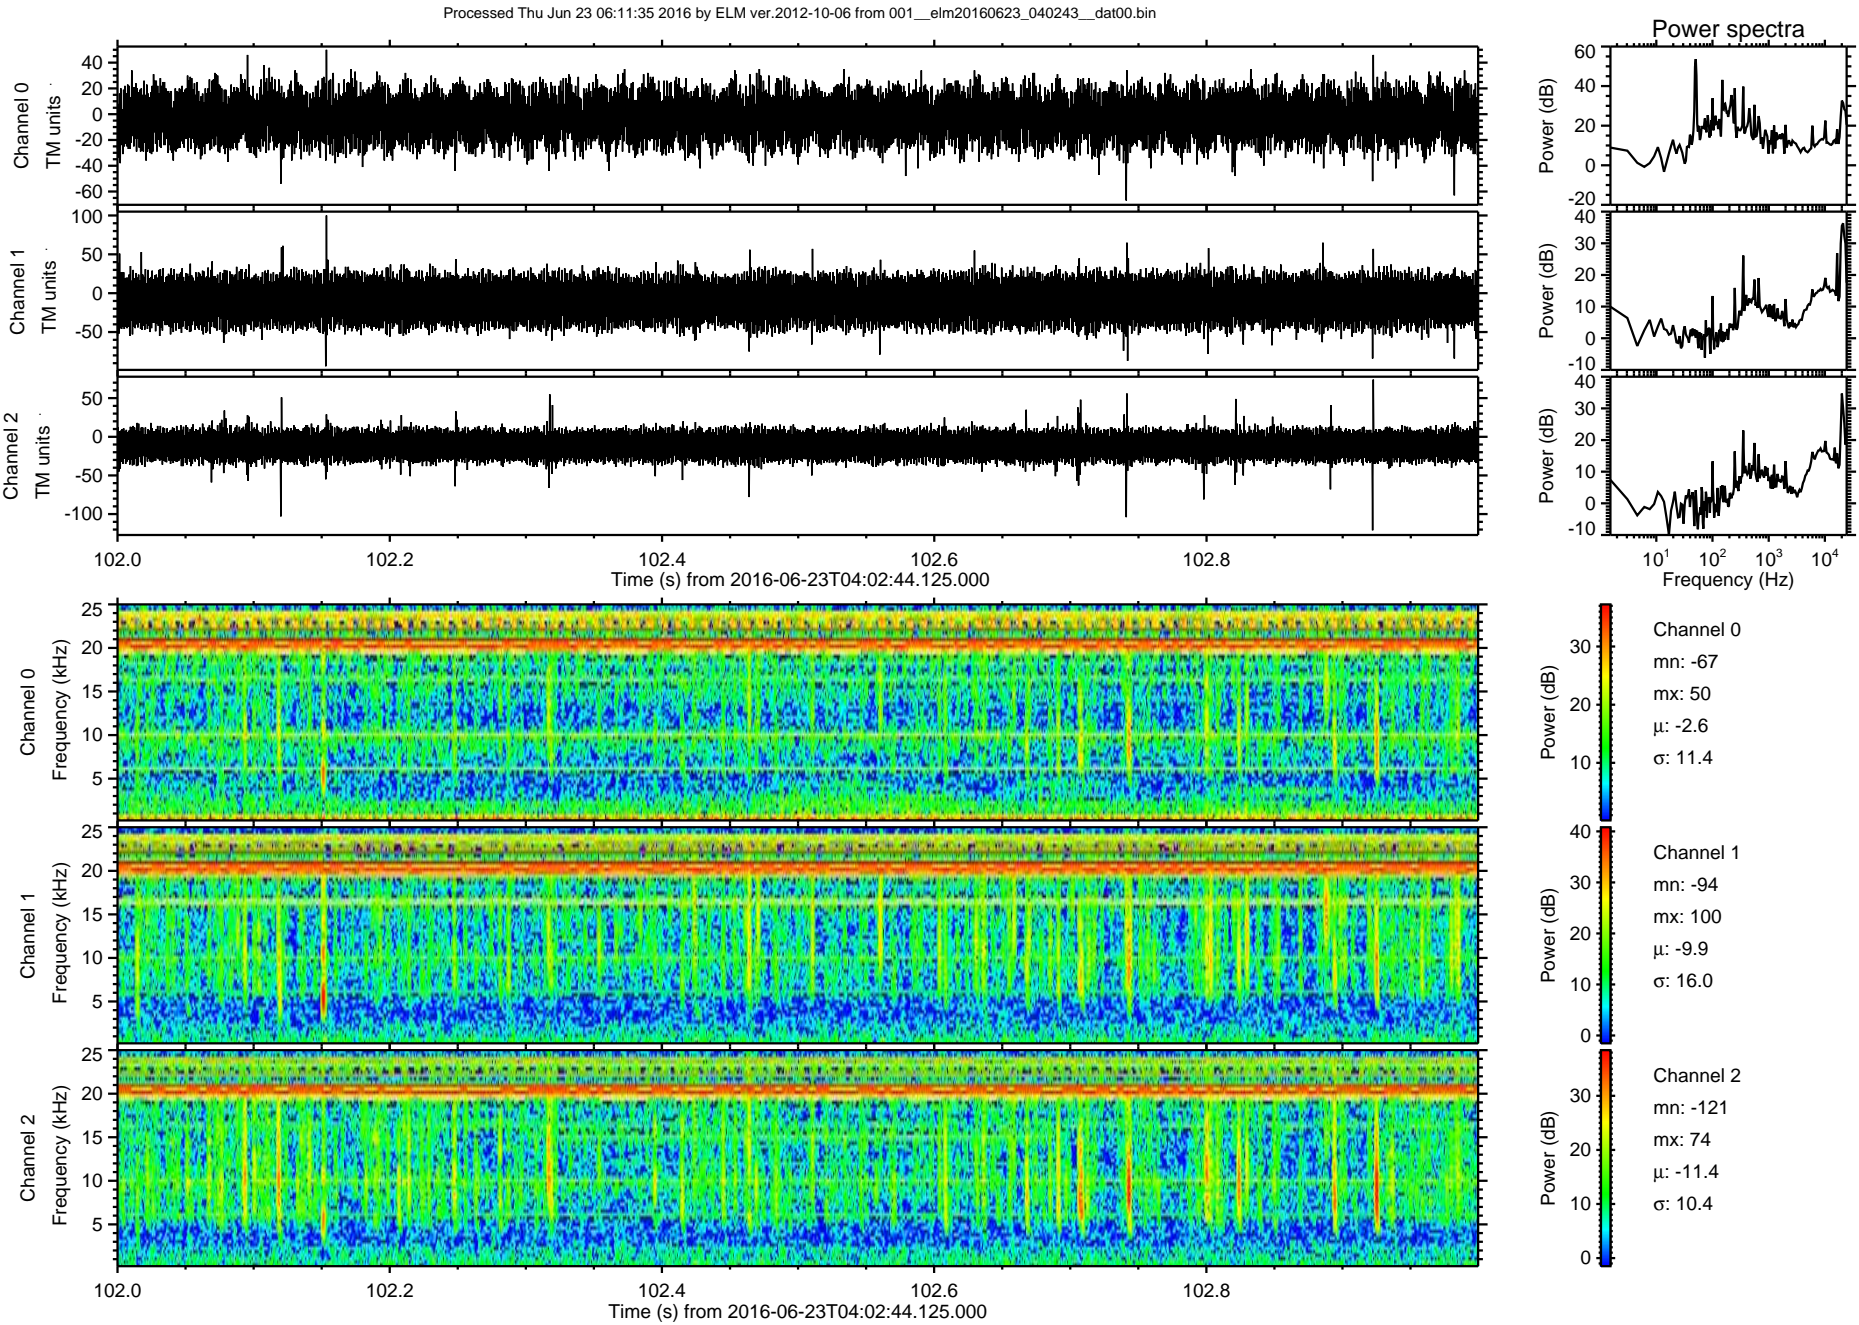 Processed Thu Jun 23 06:11:35 2016 by ELM ver.2012-10-06 from 001__elm20160623_040243__dat00.bin
Power spectra
Channel 0
TM units
40
20
0
-20
-40
-60
Power (dB)
60
40
20
0
-20
Channel 1
TM units
100
50
0
-50
Power (dB)
40
30
20
10
0
-10
Channel 2
TM units
50
0
-50
-100
Power (dB)
40
30
20
10
0
-10
102.0 102.2 102.4 102.6 102.8
Time (s) from 2016-06-23T04:02:44.125.000
10¹ 10² 10³ 10⁴
Frequency (Hz)
Channel 0
Frequency (kHz)
25
20
15
10
5
Power (dB)
30
20
10
Channel 0
mn: -67
mx: 50
μ: -2.6
σ: 11.4
Channel 1
Frequency (kHz)
25
20
15
10
5
Power (dB)
40
30
20
10
0
Channel 1
mn: -94
mx: 100
μ: -9.9
σ: 16.0
Channel 2
Frequency (kHz)
25
20
15
10
5
Power (dB)
30
20
10
0
Channel 2
mn: -121
mx: 74
μ: -11.4
σ: 10.4
102.0 102.2 102.4 102.6 102.8
Time (s) from 2016-06-23T04:02:44.125.000